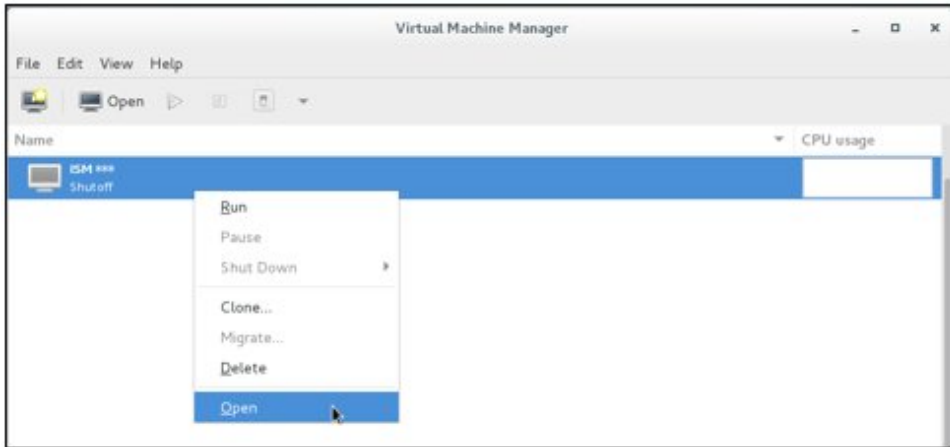 Virtual Machine Manager
File Edit View Help
Open
Name
CPU usage
ISM ***
Shutoff
Run
Pause
Shut Down
Clone...
Migrate...
Delete
Open